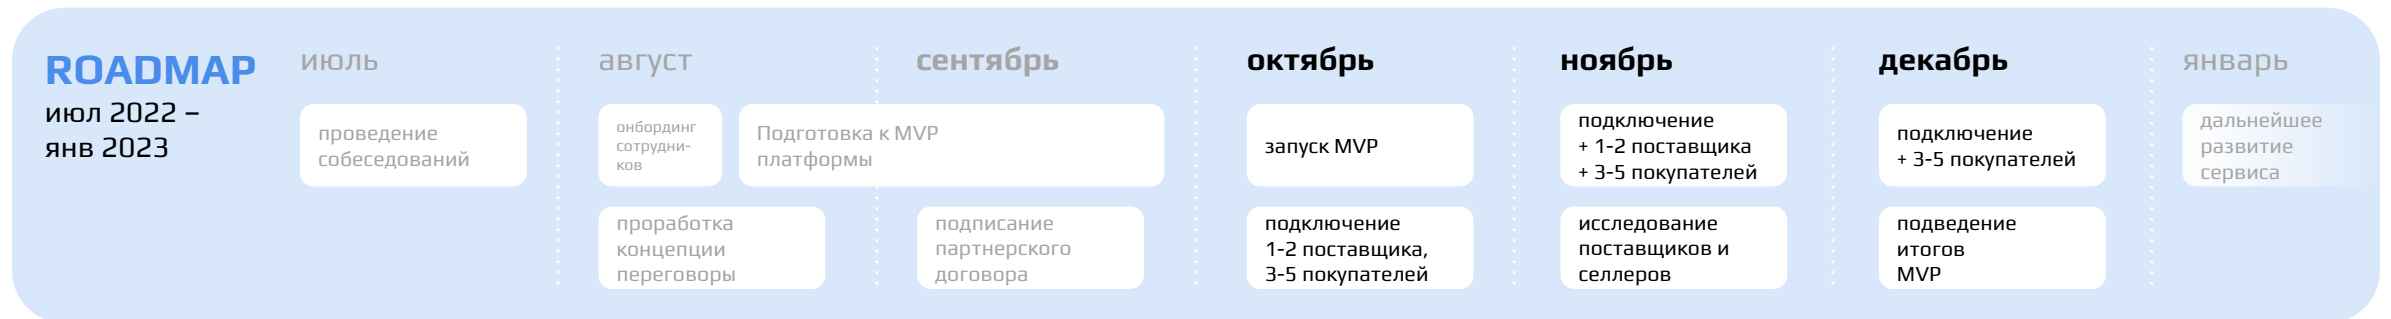 ROADMAP
июл 2022 –
янв 2023
июль
проведение
собеседований
август
онбординг
сотрудни-
ков
Подготовка к MVP
платформы
проработка
концепции
переговоры
сентябрь
подписание
партнерского
договора
октябрь
запуск MVP
подключение
1-2 поставщика,
3-5 покупателей
ноябрь
подключение
+ 1-2 поставщика
+ 3-5 покупателей
исследование
поставщиков и
селлеров
декабрь
подключение
+ 3-5 покупателей
подведение
итогов
MVP
январь
дальнейшее
развитие
сервиса